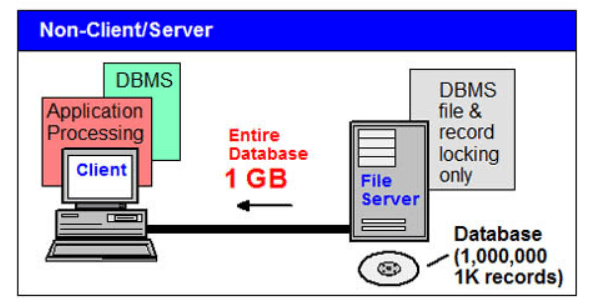 Non-Client/Server
DBMS
Application
Processing
Client
Entire
Database
1 GB
File
Server
DBMS
file &
record
locking
only
Database
(1,000,000
1K records)